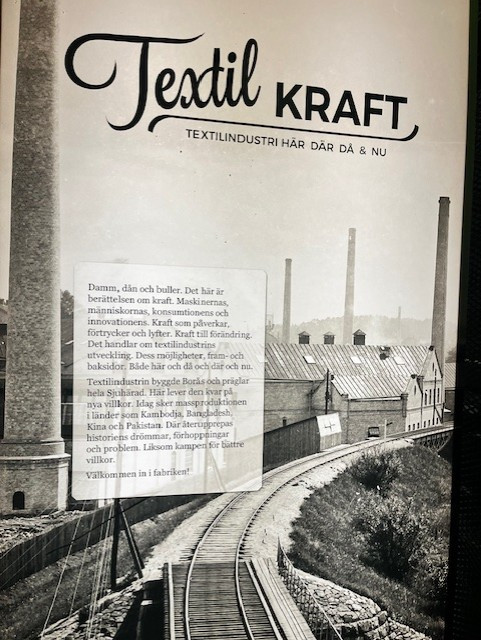 Textil KRAFT
TEXTILINDUSTRI HÄR DÄR DÅ & NU
Damm, dån och buller. Det här är
berättelsen om kraft. Maskinernas,
människornas, konsumtionens och
innovationens. Kraft som påverkar,
förtrycker och lyfter. Kraft till förändring.
Det handlar om textilindustrins
utveckling. Dess möjligheter, fram- och
baksidor. Både här och då och där och nu.
Textilindustrin byggde Borås och präglar
hela Sjuhärad. Här lever den kvar på
nya villkor. Idag sker massproduktionen
i länder som Kambodja, Bangladesh,
Kina och Pakistan. Där återupprepas
historiens drömmar, förhoppningar
och problem. Liksom kampen för bättre
villkor.
Välkommen in i fabriken!